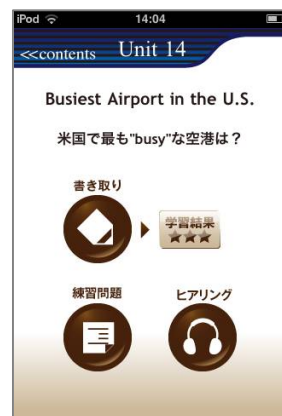 iPod 14:04
<<contents Unit 14
Busiest Airport in the U.S.
米国で最も"busy"な空港は？
書き取り
学習結果
練習問題 ヒアリング